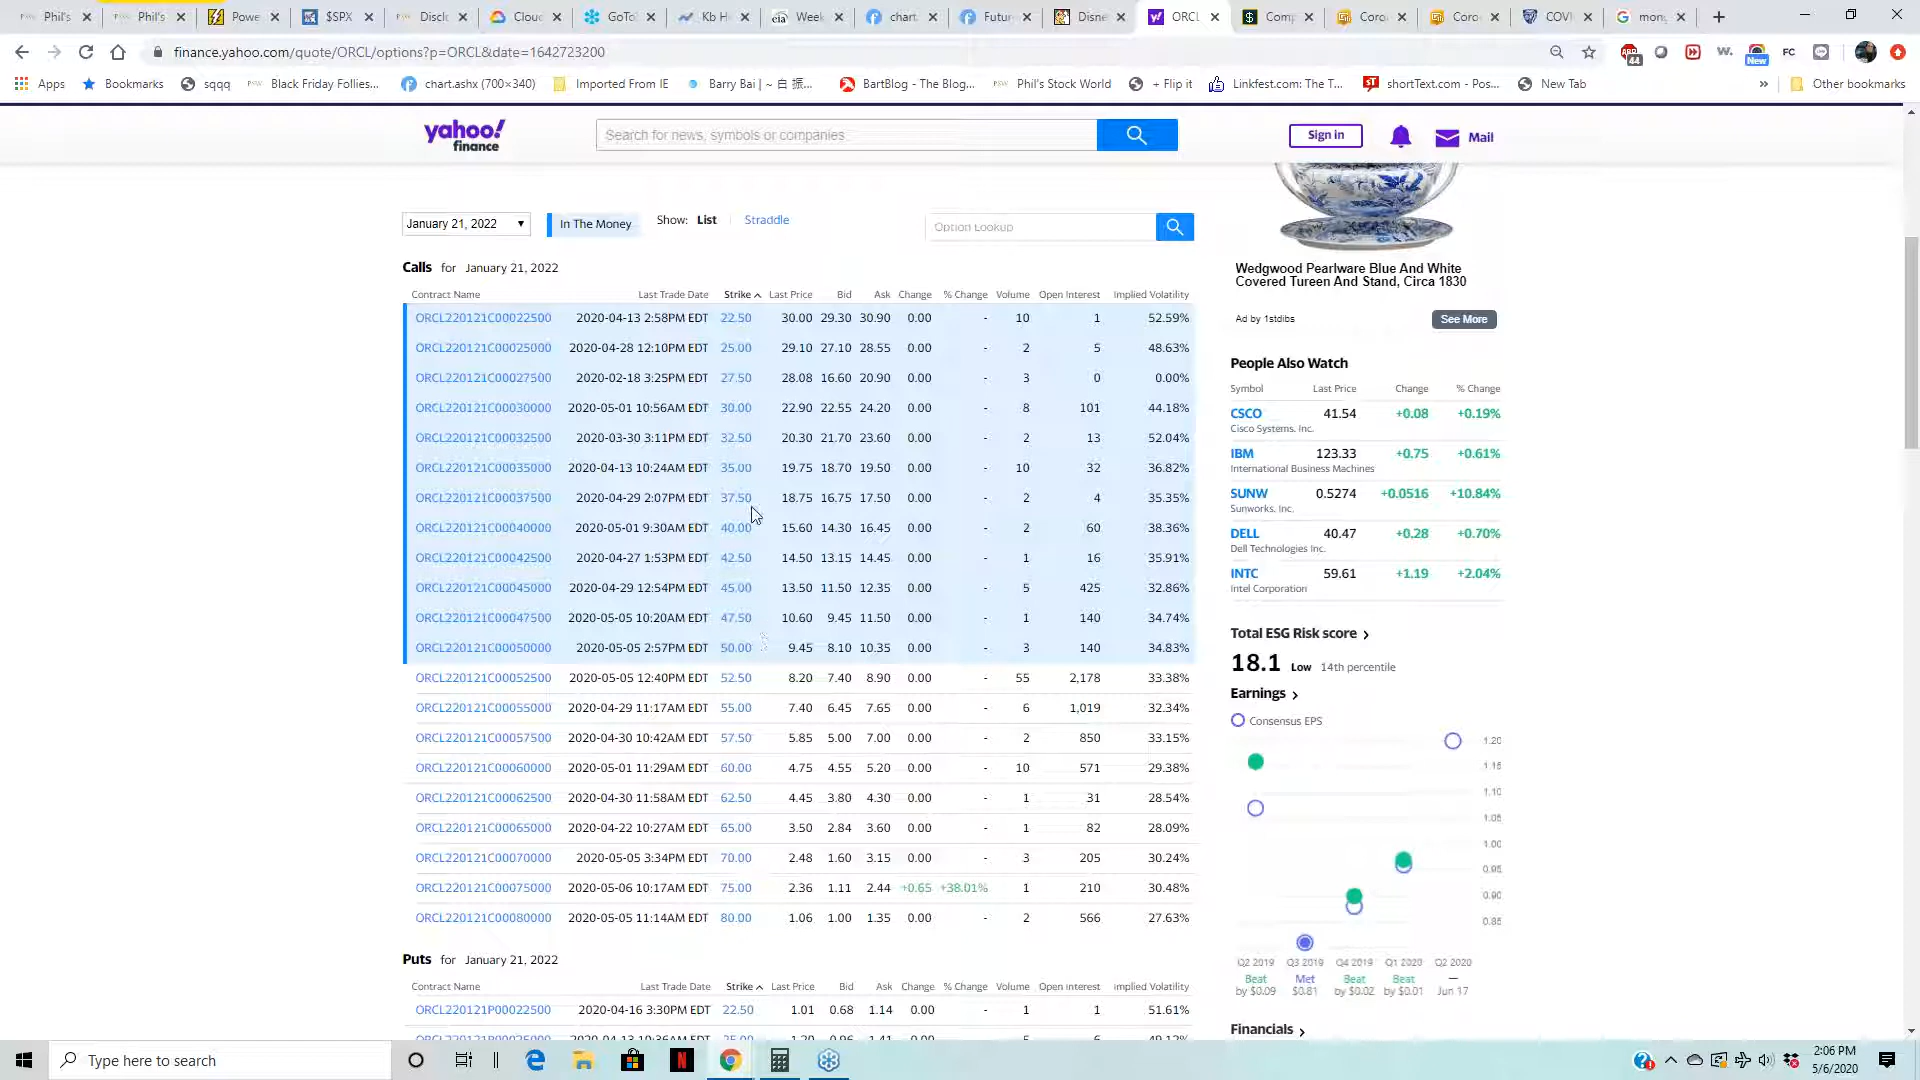 Phil's Phil's Powe $SPX Disclo Clouc GoTo Kb H Week chart. Futur Disne ORCL Comp Coro Coro COVI mon
finance.yahoo.com/quote/ORCL/options?p=ORCL&date=1642723200
Apps Bookmarks sqqq Black Friday Follies... chart.ashx (700×340) Imported From IE Barry Bai | ~ 白 振... BartBlog - The Blog... Phil's Stock World + Flip it Linkfest.com: The T... shortText.com - Pos... New Tab » Other bookmarks
yahoo! finance
Search for news, symbols or companies
Sign in Mail
January 21, 2022 In The Money Show: List Straddle Option Lookup
Calls for January 21, 2022
Contract Name Last Trade Date Strike Last Price Bid Ask Change % Change Volume Open Interest Implied Volatility
ORCL220121C00022500 2020-04-13 2:58PM EDT 22.50 30.00 29.30 30.90 0.00 - 10 1 52.59%
ORCL220121C00025000 2020-04-28 12:10PM EDT 25.00 29.10 27.10 28.55 0.00 - 2 5 48.63%
ORCL220121C00027500 2020-02-18 3:25PM EDT 27.50 28.08 16.60 20.90 0.00 - 3 0 0.00%
ORCL220121C00030000 2020-05-01 10:56AM EDT 30.00 22.90 22.55 24.20 0.00 - 8 101 44.18%
ORCL220121C00032500 2020-03-30 3:11PM EDT 32.50 20.30 21.70 23.60 0.00 - 2 13 52.04%
ORCL220121C00035000 2020-04-13 10:24AM EDT 35.00 19.75 18.70 19.50 0.00 - 10 32 36.82%
ORCL220121C00037500 2020-04-29 2:07PM EDT 37.50 18.75 16.75 17.50 0.00 - 2 4 35.35%
ORCL220121C00040000 2020-05-01 9:30AM EDT 40.00 15.60 14.30 16.45 0.00 - 2 60 38.36%
ORCL220121C00042500 2020-04-27 1:53PM EDT 42.50 14.50 13.15 14.45 0.00 - 1 16 35.91%
ORCL220121C00045000 2020-04-29 12:54PM EDT 45.00 13.50 11.50 12.35 0.00 - 5 425 32.86%
ORCL220121C00047500 2020-05-05 10:20AM EDT 47.50 10.60 9.45 11.50 0.00 - 1 140 34.74%
ORCL220121C00050000 2020-05-05 2:57PM EDT 50.00 9.45 8.10 10.35 0.00 - 3 140 34.83%
ORCL220121C00052500 2020-05-05 12:40PM EDT 52.50 8.20 7.40 8.90 0.00 - 55 2,178 33.38%
ORCL220121C00055000 2020-04-29 11:17AM EDT 55.00 7.40 6.45 7.65 0.00 - 6 1,019 32.34%
ORCL220121C00057500 2020-04-30 10:42AM EDT 57.50 5.85 5.00 7.00 0.00 - 2 850 33.15%
ORCL220121C00060000 2020-05-01 11:29AM EDT 60.00 4.75 4.55 5.20 0.00 - 10 571 29.38%
ORCL220121C00062500 2020-04-30 11:58AM EDT 62.50 4.45 3.80 4.30 0.00 - 1 31 28.54%
ORCL220121C00065000 2020-04-22 10:27AM EDT 65.00 3.50 2.84 3.60 0.00 - 1 82 28.09%
ORCL220121C00070000 2020-05-05 3:34PM EDT 70.00 2.48 1.60 3.15 0.00 - 3 205 30.24%
ORCL220121C00075000 2020-05-06 10:17AM EDT 75.00 2.36 1.11 2.44 +0.65 +38.01% 1 210 30.48%
ORCL220121C00080000 2020-05-05 11:14AM EDT 80.00 1.06 1.00 1.35 0.00 - 2 566 27.63%
Puts for January 21, 2022
Contract Name Last Trade Date Strike Last Price Bid Ask Change % Change Volume Open Interest Implied Volatility
ORCL220121P00022500 2020-04-16 3:30PM EDT 22.50 1.01 0.68 1.14 0.00 - 1 1 51.61%
Wedgwood Pearlware Blue And White
Covered Tureen And Stand, Circa 1830
Ad by 1stdibs See More
People Also Watch
Symbol Last Price Change % Change
CSCO 41.54 +0.08 +0.19%
Cisco Systems, Inc.
IBM 123.33 +0.75 +0.61%
International Business Machines
SUNW 0.5274 +0.0516 +10.84%
Sunworks, Inc.
DELL 40.47 +0.28 +0.70%
Dell Technologies Inc.
INTC 59.61 +1.19 +2.04%
Intel Corporation
Total ESG Risk score
18.1 Low 14th percentile
Earnings
Consensus EPS
1.20
1.15
1.10
1.05
1.00
0.95
0.90
0.85
Q2 2019 Q3 2019 Q4 2019 Q1 2020 Q2 2020
Beat Met Beat Beat —
by $0.09 $0.81 by $0.02 by $0.01 Jun 17
Financials
Type here to search
2:06 PM
5/6/2020